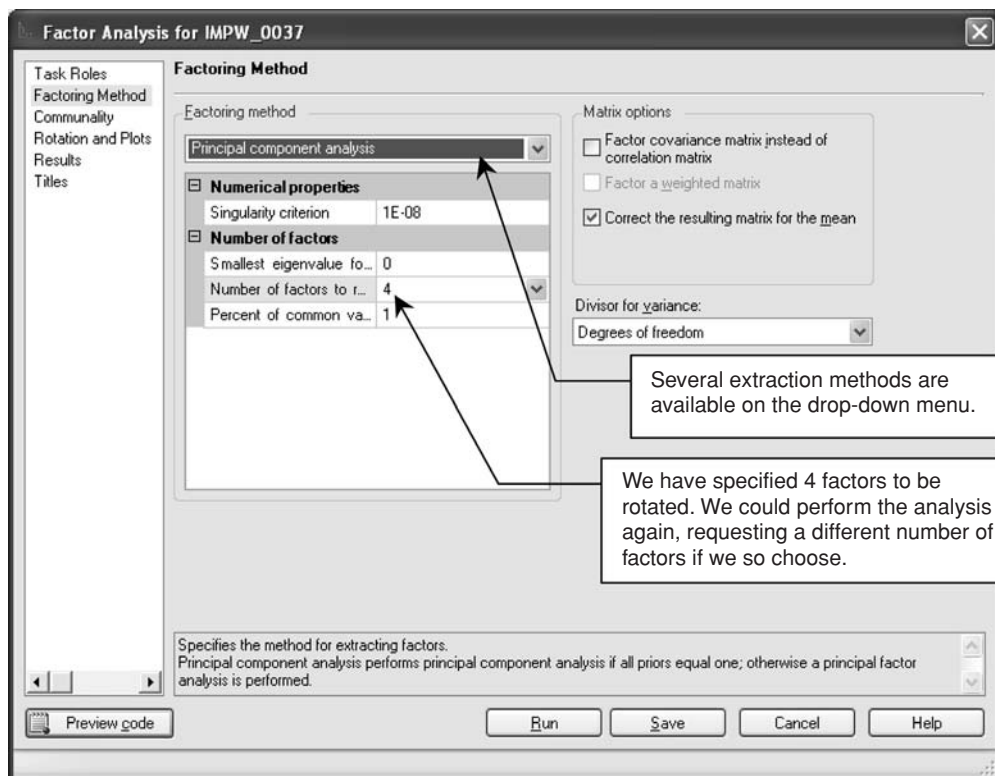 Factor Analysis for IMPW_0037
Task Roles
Factoring Method
Communality
Rotation and Plots
Results
Titles
Factoring Method
Factoring method
Principal component analysis
Numerical properties
Singularity criterion 1E-08
Number of factors
Smallest eigenvalue fo... 0
Number of factors to r... 4
Percent of common va... 1
Matrix options
Factor covariance matrix instead of
correlation matrix
Factor a weighted matrix
Correct the resulting matrix for the mean
Divisor for variance:
Degrees of freedom
Several extraction methods are
available on the drop-down menu.
We have specified 4 factors to be
rotated. We could perform the analysis
again, requesting a different number of
factors if we so choose.
Specifies the method for extracting factors.
Principal component analysis performs principal component analysis if all priors equal one; otherwise a principal factor
analysis is performed.
Preview code
Run
Save
Cancel
Help